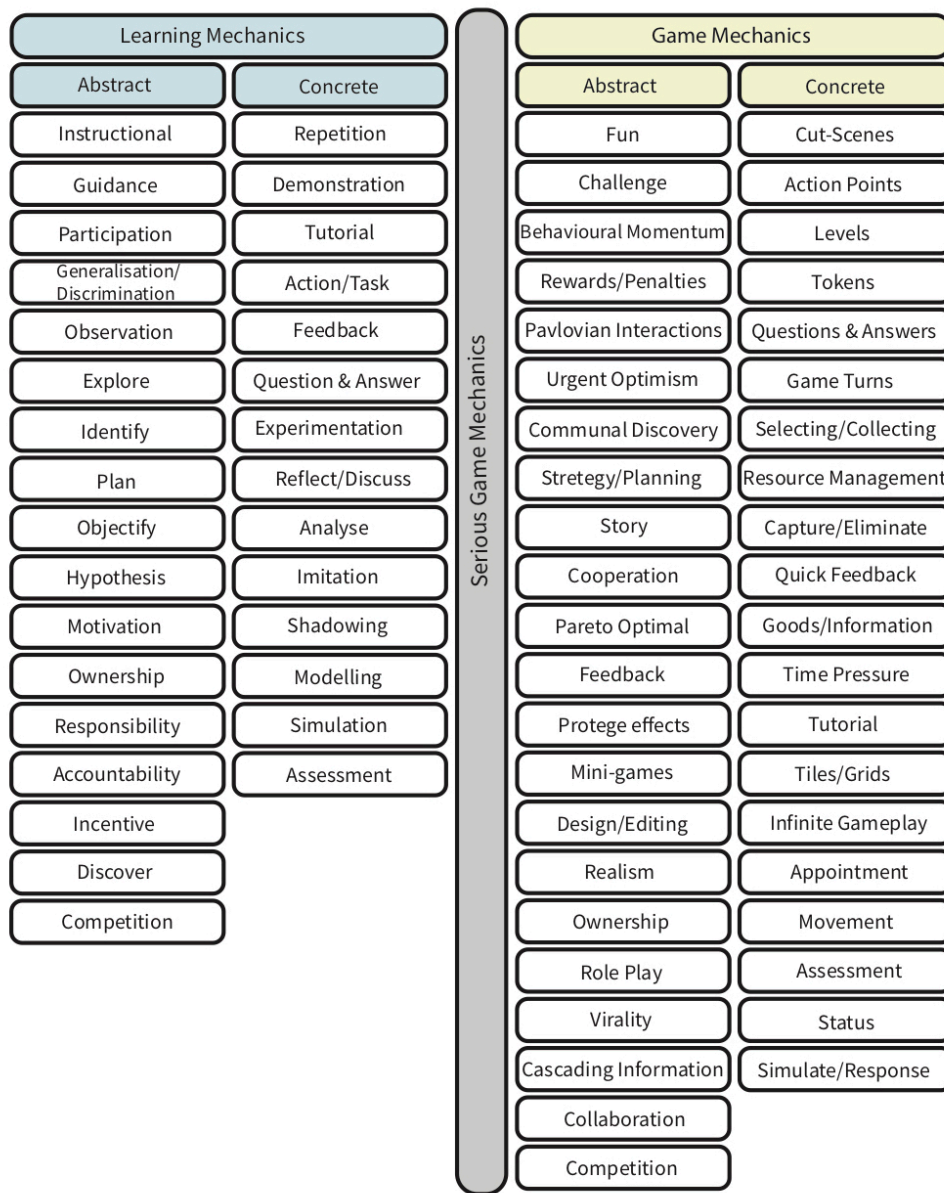 Learning Mechanics
Abstract
Instructional
Guidance
Participation
Generalisation/
Discrimination
Observation
Explore
Identify
Plan
Objectify
Hypothesis
Motivation
Ownership
Responsibility
Accountability
Incentive
Discover
Competition
Concrete
Repetition
Demonstration
Tutorial
Action/Task
Feedback
Question & Answer
Experimentation
Reflect/Discuss
Analyse
Imitation
Shadowing
Modelling
Simulation
Assessment
Serious Game Mechanics
Game Mechanics
Abstract
Fun
Challenge
Behavioural Momentum
Rewards/Penalties
Pavlovian Interactions
Urgent Optimism
Communal Discovery
Stretegy/Planning
Story
Cooperation
Pareto Optimal
Feedback
Protege effects
Mini-games
Design/Editing
Realism
Ownership
Role Play
Virality
Cascading Information
Collaboration
Competition
Concrete
Cut-Scenes
Action Points
Levels
Tokens
Questions & Answers
Game Turns
Selecting/Collecting
Resource Management
Capture/Eliminate
Quick Feedback
Goods/Information
Time Pressure
Tutorial
Tiles/Grids
Infinite Gameplay
Appointment
Movement
Assessment
Status
Simulate/Response